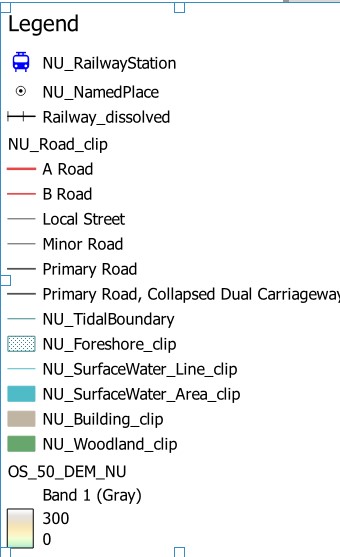 Legend
NU_RailwayStation
NU_NamedPlace
Railway_dissolved
NU_Road_clip
A Road
B Road
Local Street
Minor Road
Primary Road
Primary Road, Collapsed Dual Carriageway
NU_TidalBoundary
NU_Foreshore_clip
NU_SurfaceWater_Line_clip
NU_SurfaceWater_Area_clip
NU_Building_clip
NU_Woodland_clip
OS_50_DEM_NU
Band 1 (Gray)
300
0